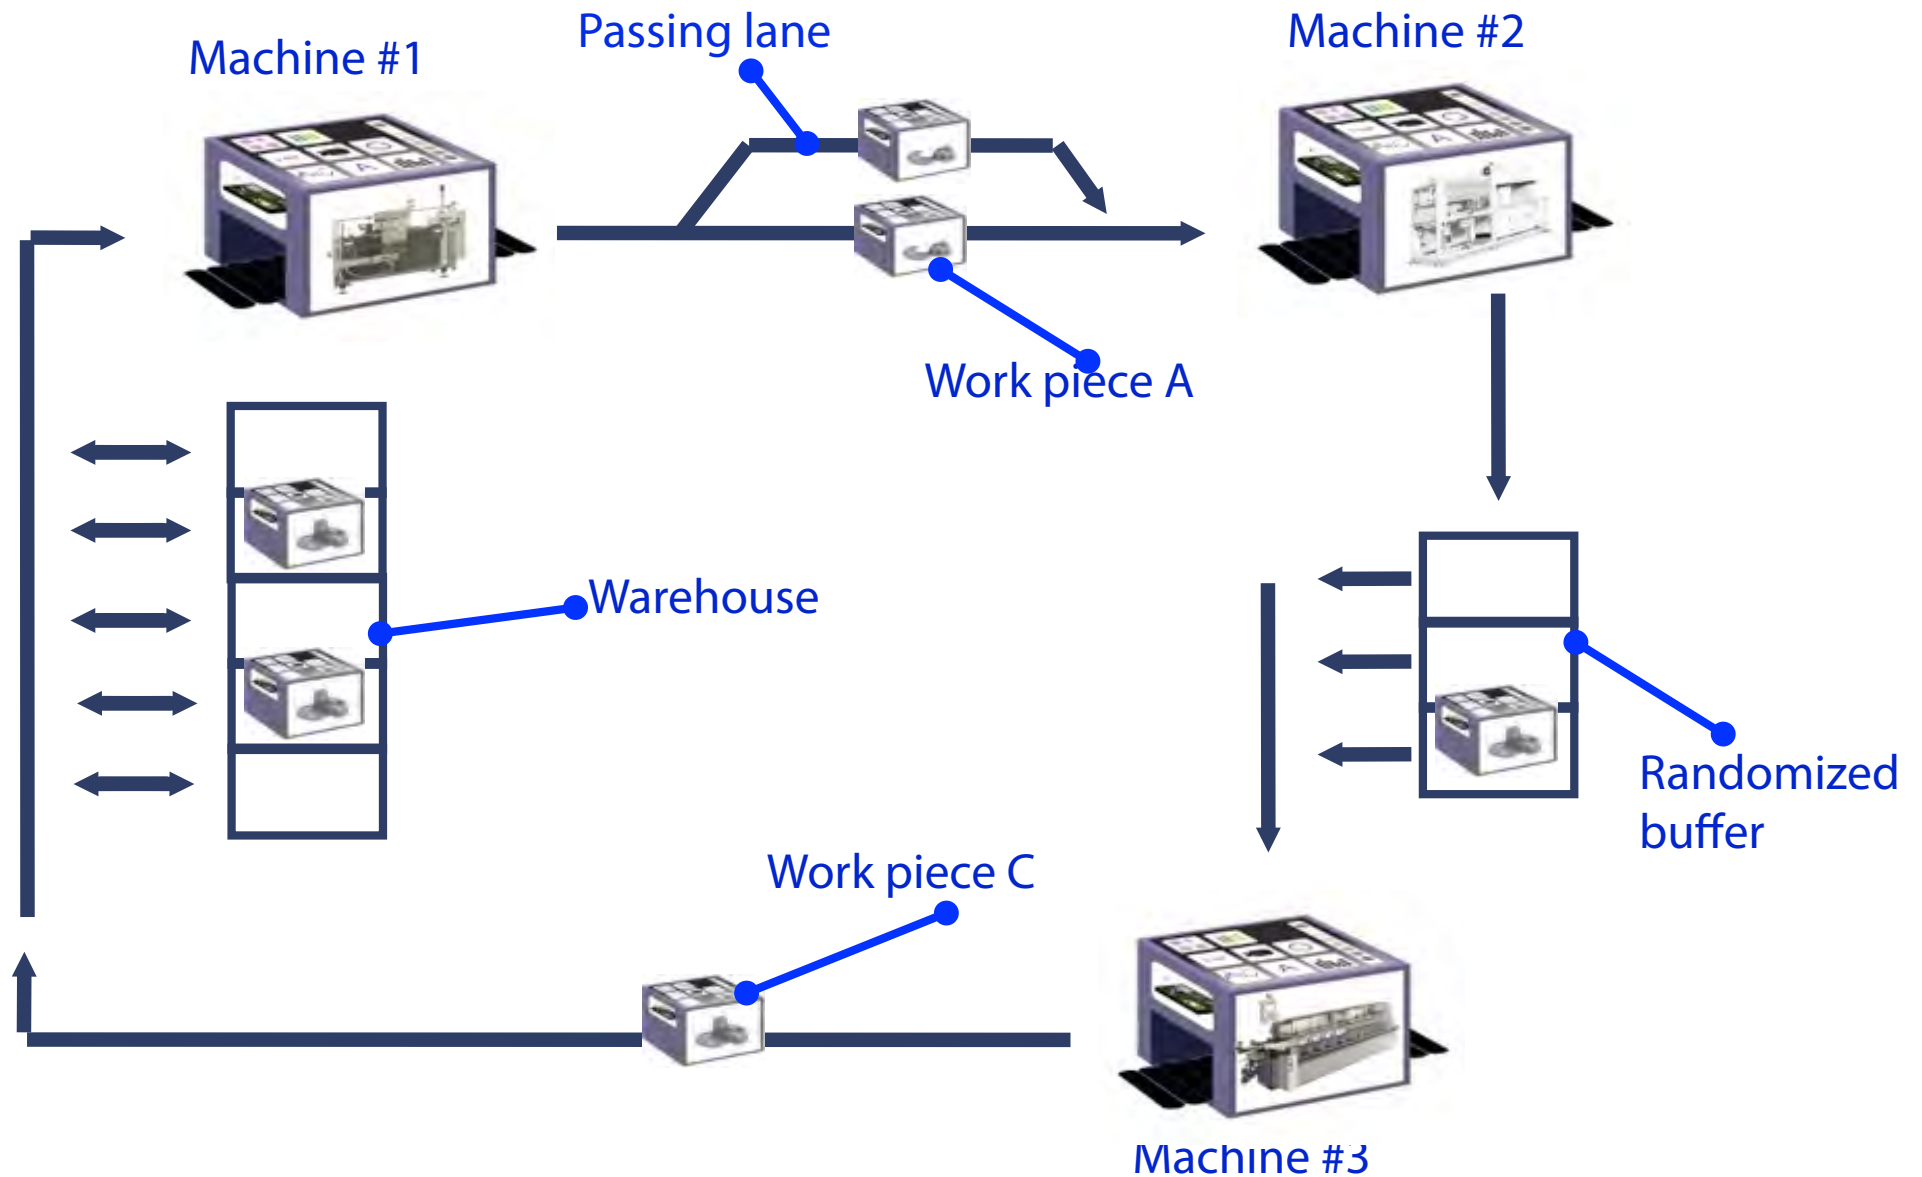 Passing lane
Machine #2
Machine #1
Work piece A
Warehouse
Randomized
buffer
Work piece C
Machine #3